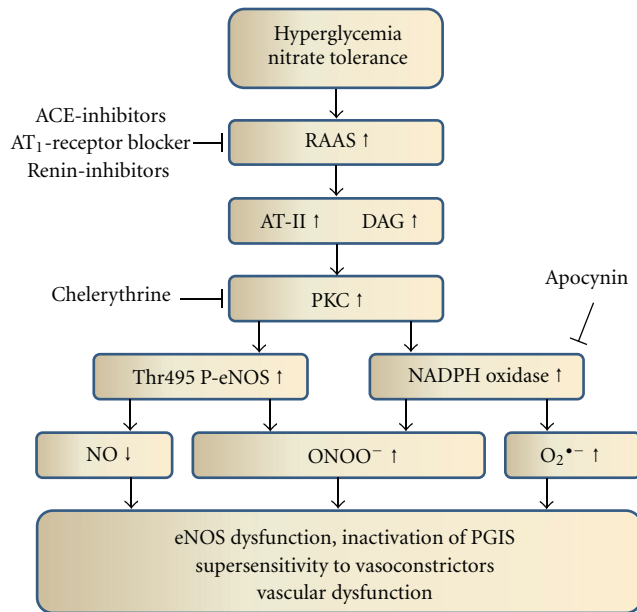 Hyperglycemia
nitrate tolerance
ACE-inhibitors
AT₁-receptor blocker
Renin-inhibitors
RAAS ↑
AT-II ↑ DAG ↑
Chelerythrine
PKC ↑
Apocynin
Thr495 P-eNOS ↑
NADPH oxidase ↑
NO ↓
ONOO⁻ ↑
O₂•⁻ ↑
eNOS dysfunction, inactivation of PGIS
supersensitivity to vasoconstrictors
vascular dysfunction